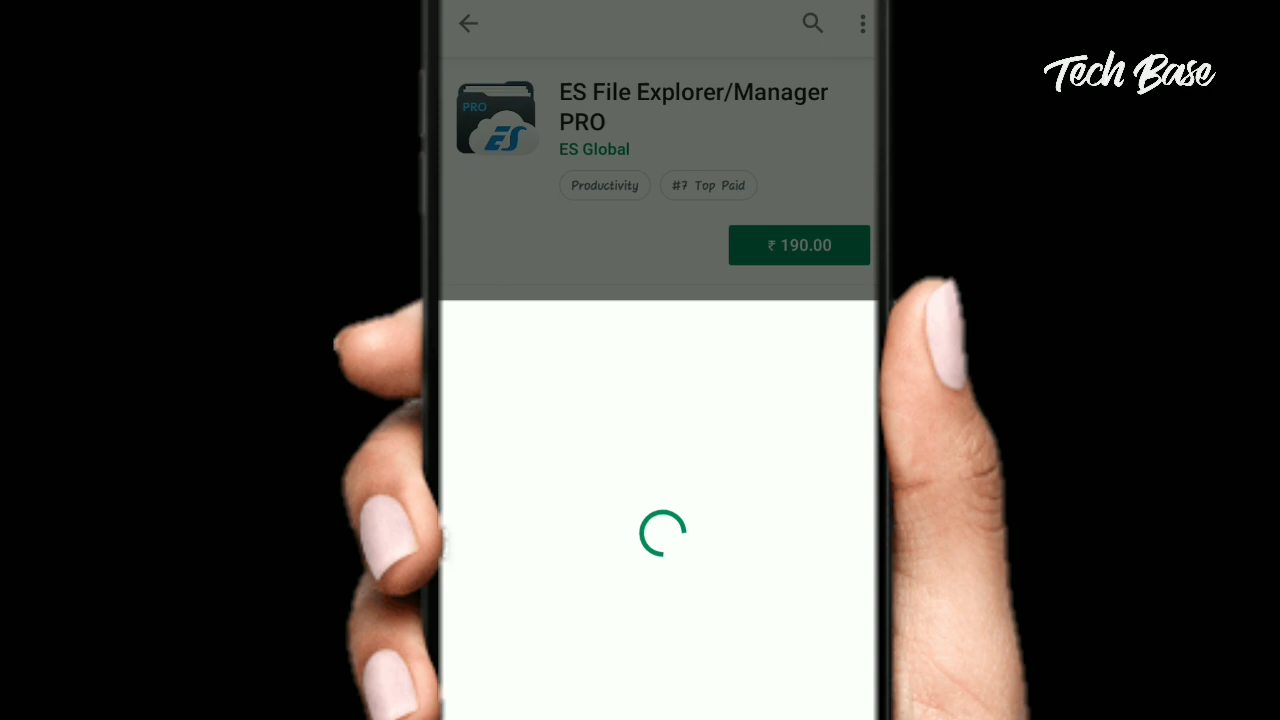 Tech Base
ES File Explorer/Manager
PRO
PRO
ES
ES Global
Productivity
#7 Top Paid
₹ 190.00